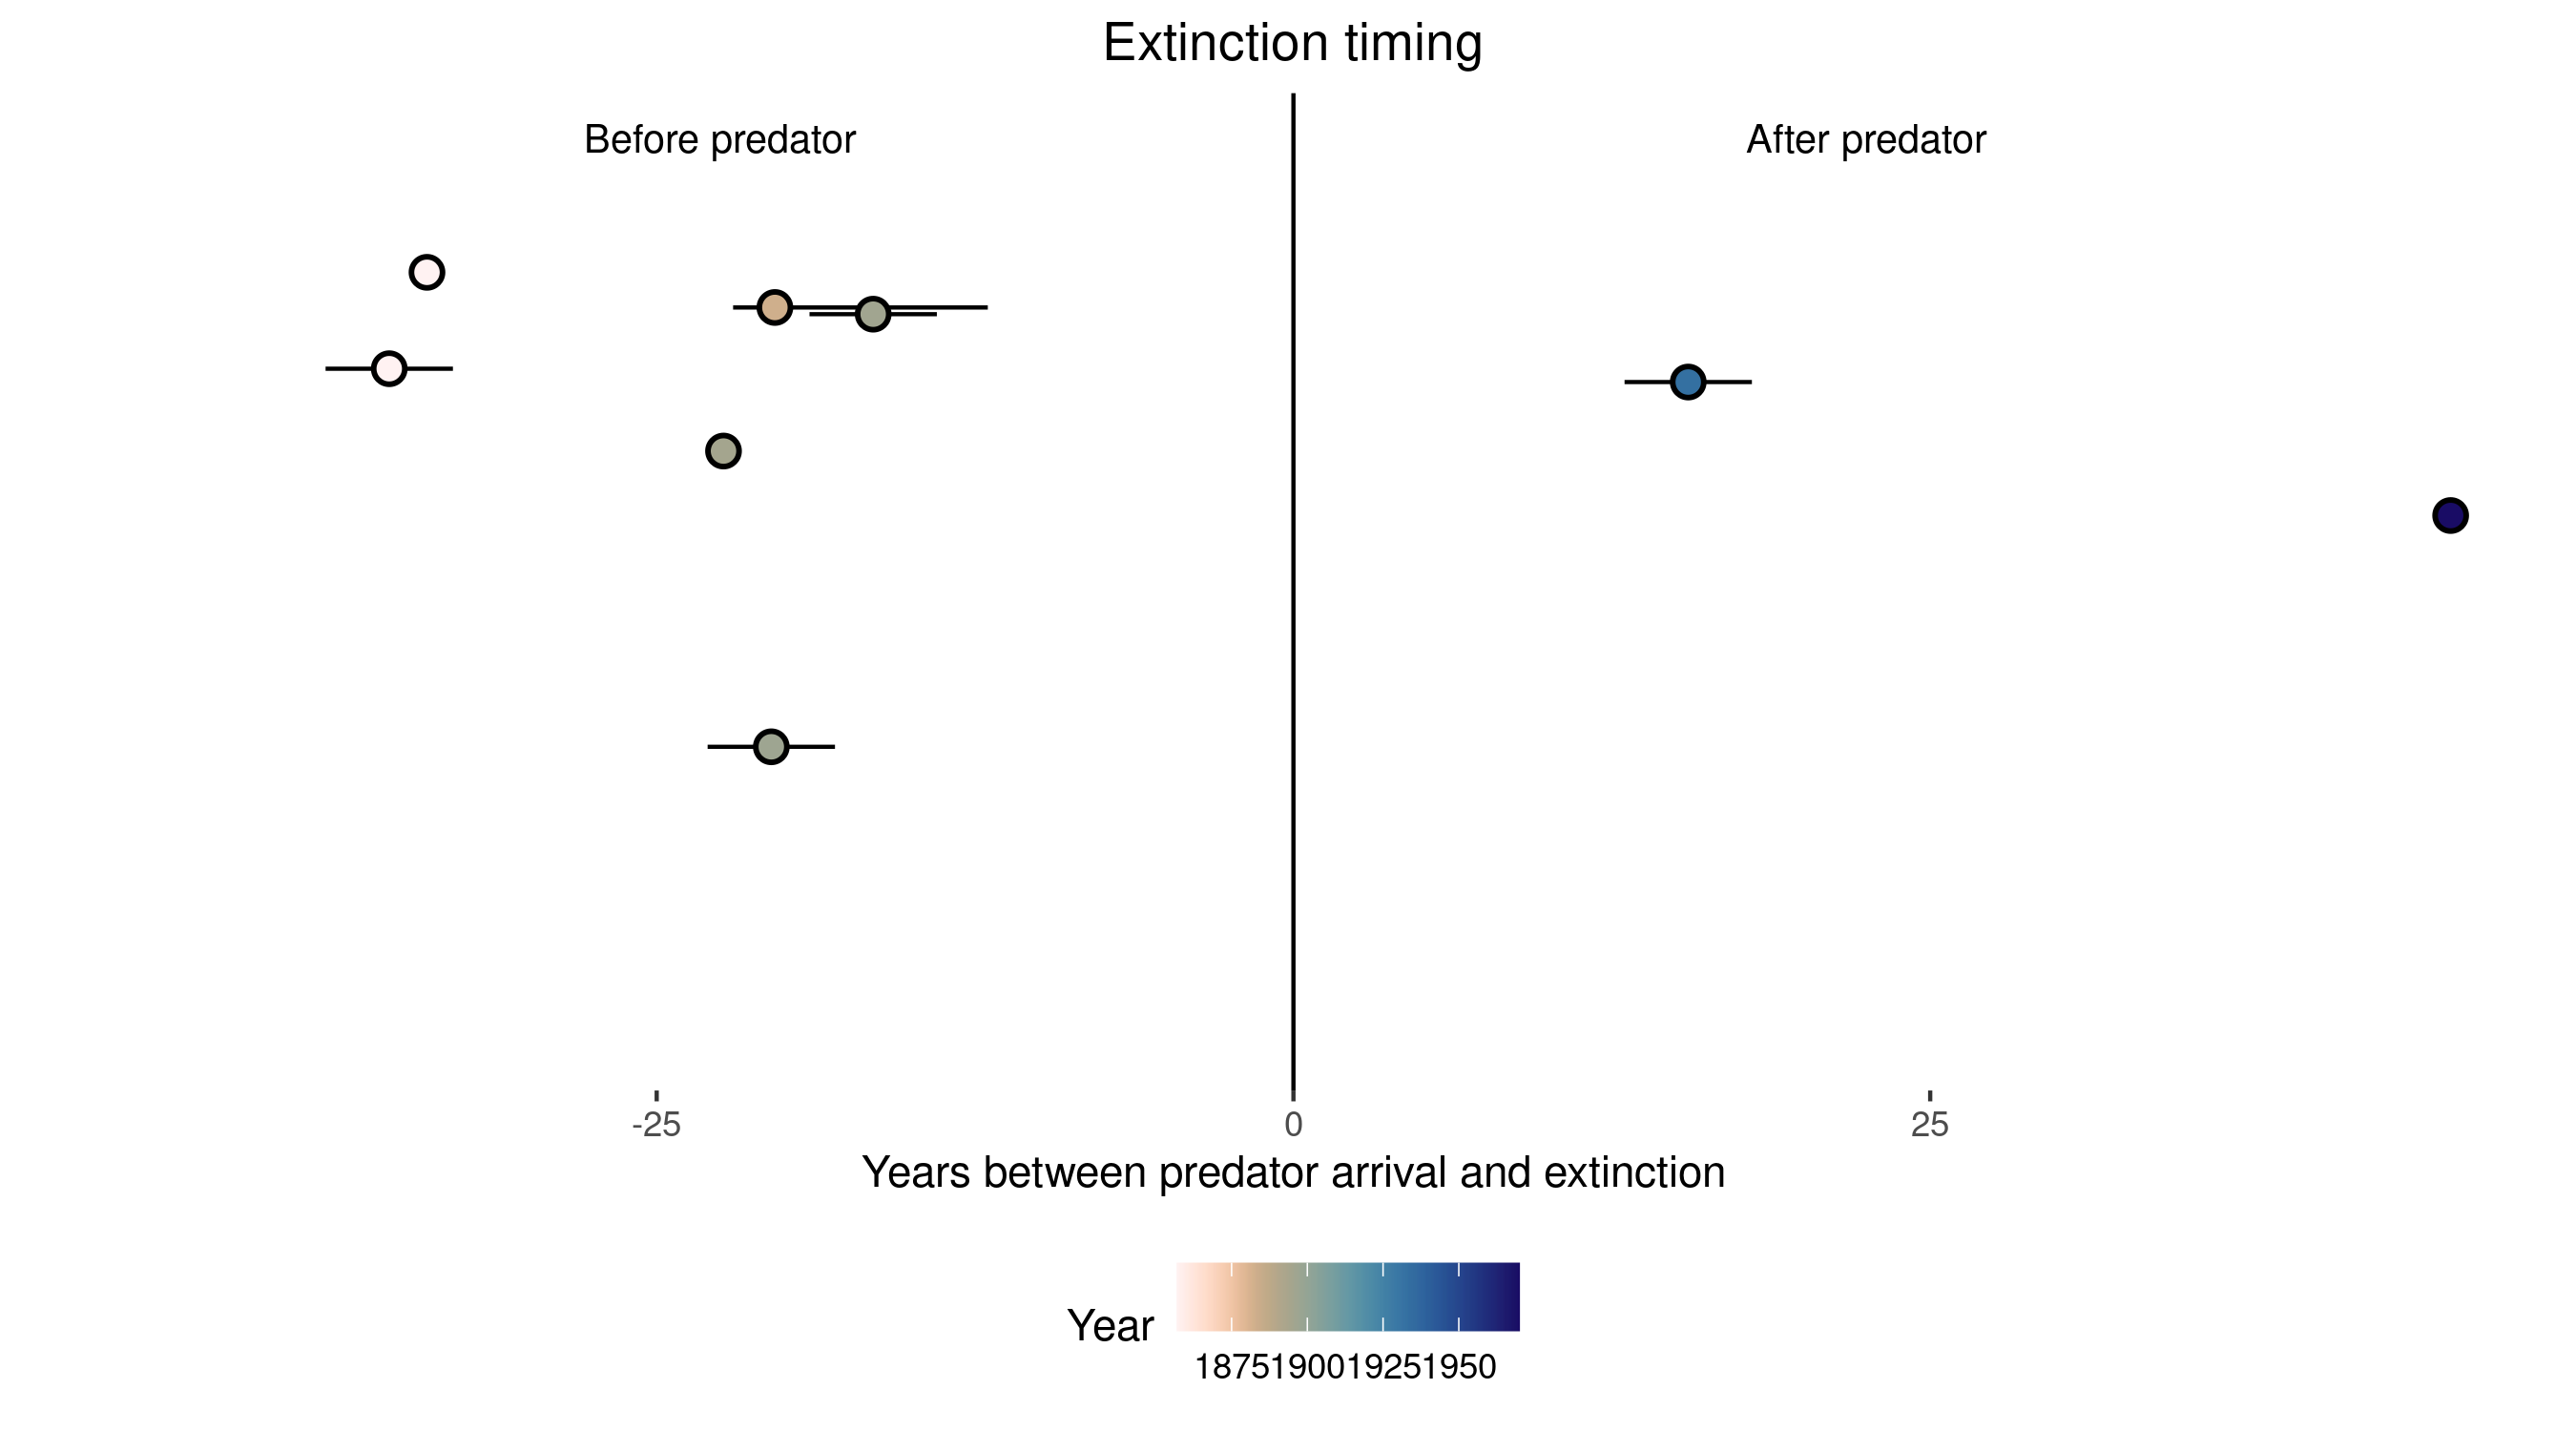 Extinction timing
Before predator After predator
-25 0 25
Years between predator arrival and extinction
Year
1875190019251950